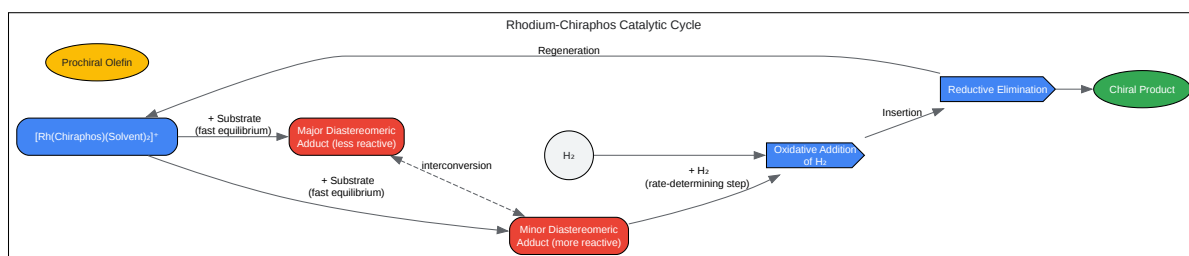 Rhodium-Chiraphos Catalytic Cycle
Prochiral Olefin
Regeneration
Reductive Elimination
Chiral Product
Insertion
[Rh(Chiraphos)(Solvent)₂]⁺
+ Substrate
(fast equilibrium)
Major Diastereomeric
Adduct (less reactive)
H₂
Oxidative Addition
of H₂
interconversion
+ H₂
(rate-determining step)
+ Substrate
(fast equilibrium)
Minor Diastereomeric
Adduct (more reactive)